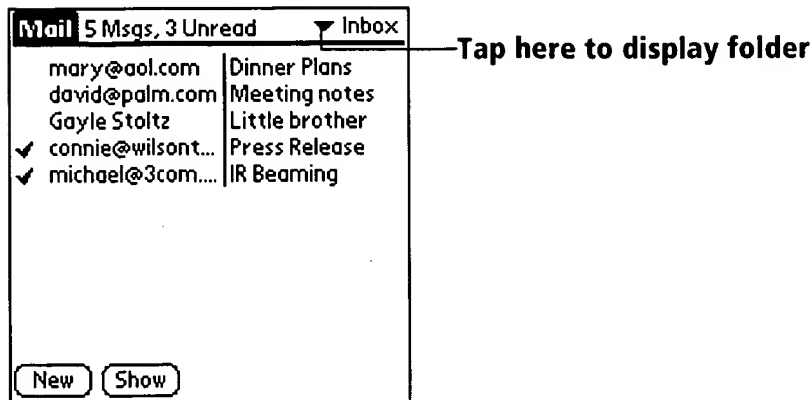 Mail 5 Msgs, 3 Unread Inbox
Tap here to display folder
mary@aol.com Dinner Plans
david@palm.com Meeting notes
Gayle Stoltz Little brother
✓ connie@wilsont... Press Release
✓ michael@3com.... IR Beaming
New Show